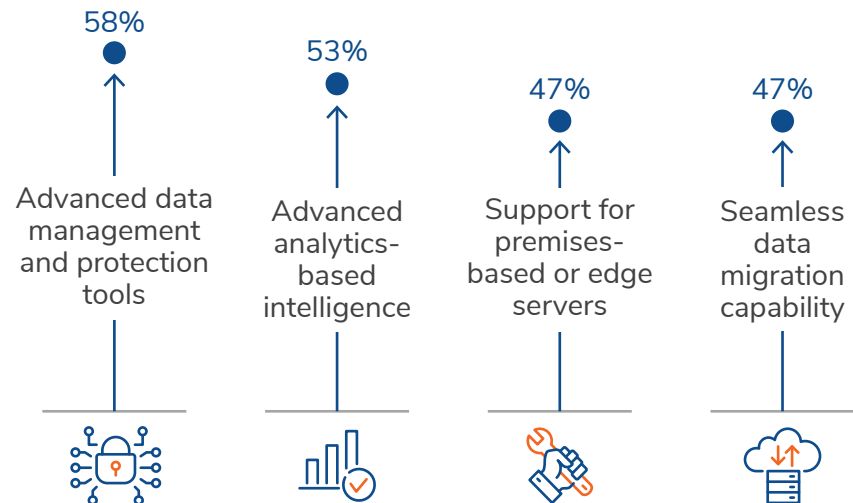 58%
Advanced data
management
and protection
tools
53%
Advanced
analytics-
based
intelligence
47%
Support for
premises-
based or edge
servers
47%
Seamless
data
migration
capability